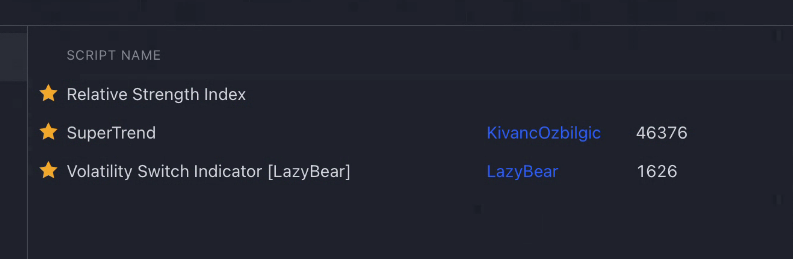 SCRIPT NAME
Relative Strength Index
SuperTrend KivancOzbilgic 46376
Volatility Switch Indicator [LazyBear] LazyBear 1626